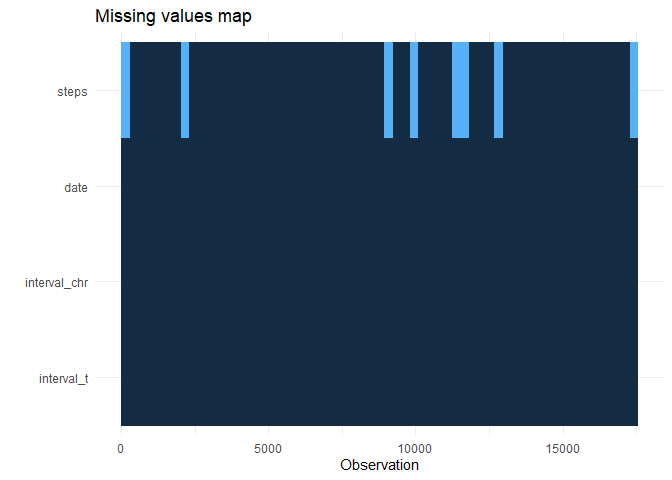 Missing values map
steps
date
interval_chr
interval_t
0 5000 10000 15000
Observation